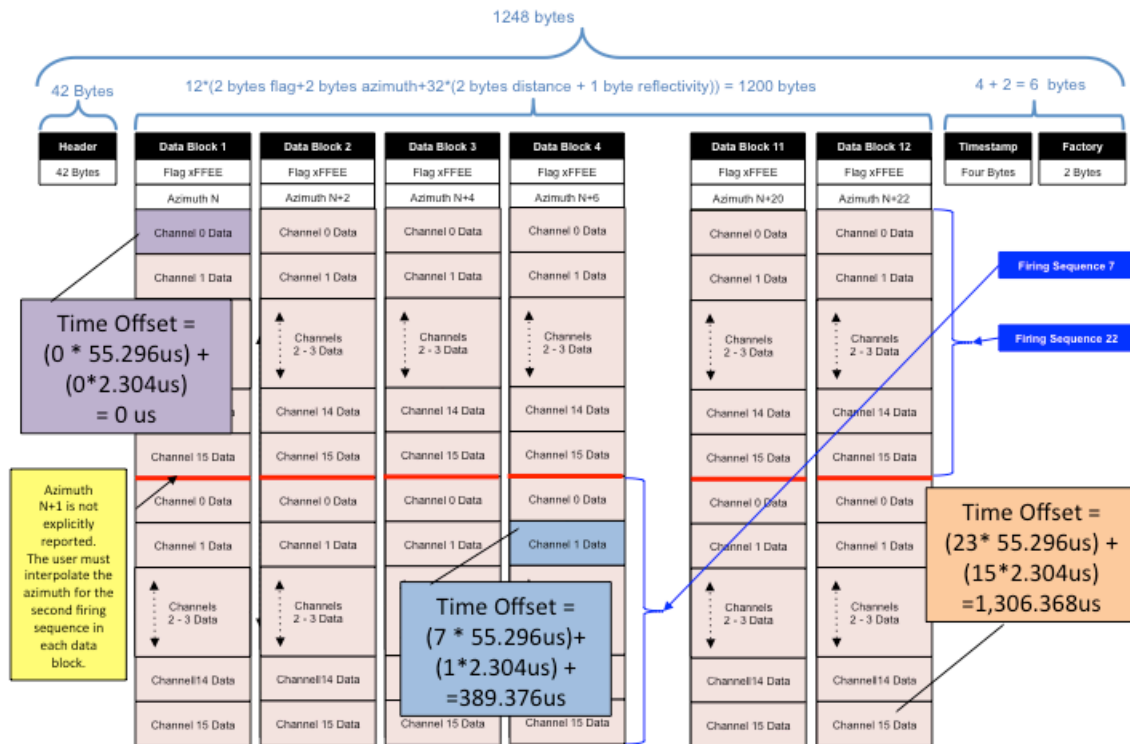 1248 bytes
42 Bytes
12*(2 bytes flag+2 bytes azimuth+32*(2 bytes distance + 1 byte reflectivity)) = 1200 bytes
4 + 2 = 6 bytes
Header
42 Bytes
Data Block 1
Flag xFFEE
Azimuth N
Channel 0 Data
Channel 1 Data
Time Offset =
(0 * 55.296us) +
(0*2.304us)
= 0 us
Channel 14 Data
Channel 15 Data
Azimuth
N+1 is not
explicitly
reported.
The user must
interpolate the
azimuth for the
second firing
sequence in
each data
block.
Channel 0 Data
Channel 1 Data
Channels
2 - 3 Data
Channell14 Data
Channel 15 Data
Data Block 2
Flag xFFEE
Azimuth N+2
Channel 0 Data
Channel 1 Data
Channels
2 - 3 Data
Channel 14 Data
Channel 15 Data
Channel 0 Data
Channel 1 Data
Channels
2 - 3 Data
Channell14 Data
Channel 15 Data
Data Block 3
Flag xFFEE
Azimuth N+4
Channel 0 Data
Channel 1 Data
Channels
2 - 3 Data
Channel 14 Data
Channel 15 Data
Channel 0 Data
Channel 1 Data
Channel 15 Data
Data Block 4
Flag xFFEE
Azimuth N+6
Channel 0 Data
Channel 1 Data
Channels
2 - 3 Data
Channel 14 Data
Channel 15 Data
Channel 0 Data
Channel 1 Data
Time Offset =
(7 * 55.296us)+
(1*2.304us) +
=389.376us
Channel 15 Data
Data Block 11
Flag xFFEE
Azimuth N+20
Channel 0 Data
Channel 1 Data
Channels
2 - 3 Data
Channel 14 Data
Channel 15 Data
Channel 0 Data
Channel 1 Data
Channels
2 - 3 Data
Channell14 Data
Channel 15 Data
Data Block 12
Flag xFFEE
Azimuth N+22
Channel 0 Data
Channel 1 Data
Channels
2 - 3 Data
Channel 14 Data
Channel 15 Data
Channel 0 Data
Channel 1 Data
Channels
2 - 3 Data
Channell14 Data
Channel 15 Data
Timestamp
Four Bytes
Factory
2 Bytes
Firing Sequence 7
Firing Sequence 22
Time Offset =
(23* 55.296us) +
(15*2.304us)
=1,306.368us